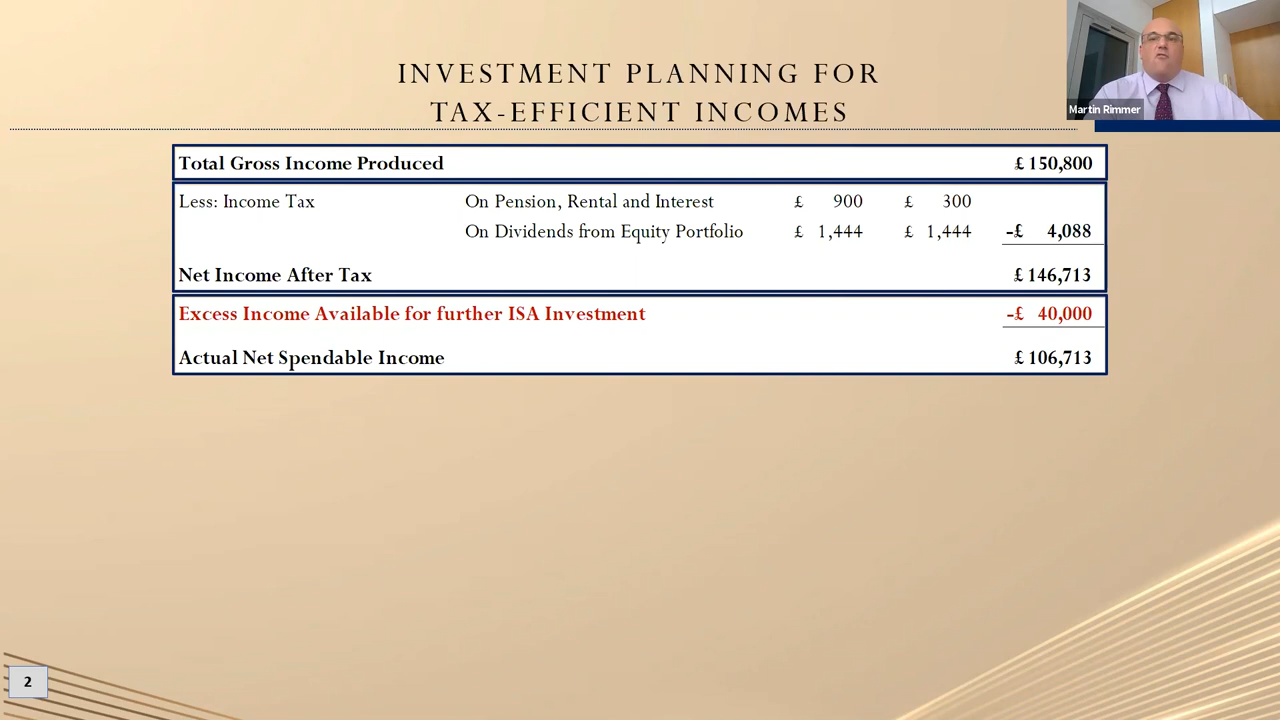 INVESTMENT PLANNING FOR
TAX-EFFICIENT INCOMES
Martin Rimmer
Total Gross Income Produced £ 150,800
Less: Income Tax On Pension, Rental and Interest £ 900 £ 300
On Dividends from Equity Portfolio £ 1,444 £ 1,444 -£ 4,088
Net Income After Tax £ 146,713
Excess Income Available for further ISA Investment -£ 40,000
Actual Net Spendable Income £ 106,713
2